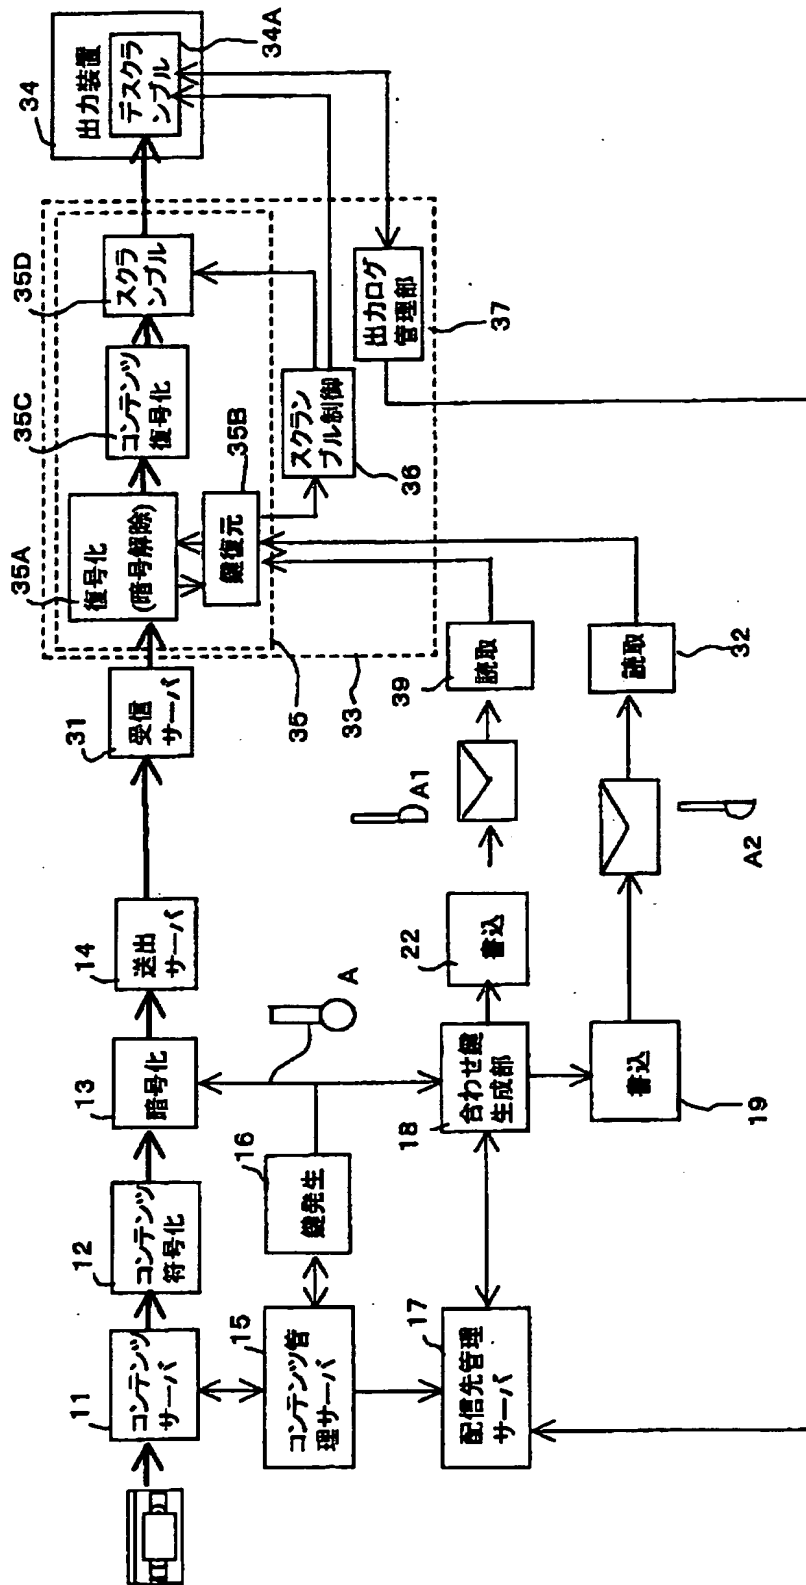 11
コンテンツ
サーバ
12
コンテンツ
符号化
13
暗号化
14
送出
サーバ
31
受信
サーバ
35A
復号化
(暗号解除)
35C
コンテンツ
復号化
35D
スクラ
ンブル
34
出力装置
デスクラ
ンブル
34A
35B
鍵復元
スクラン
ブル制御
36
出力ログ
管理部
37
35
33
15
コンテンツ管
理サーバ
16
鍵発生
A
17
配信先管理
サーバ
18
合わせ鍵
生成部
22
書込
A1
39
読取
19
書込
A2
32
読取